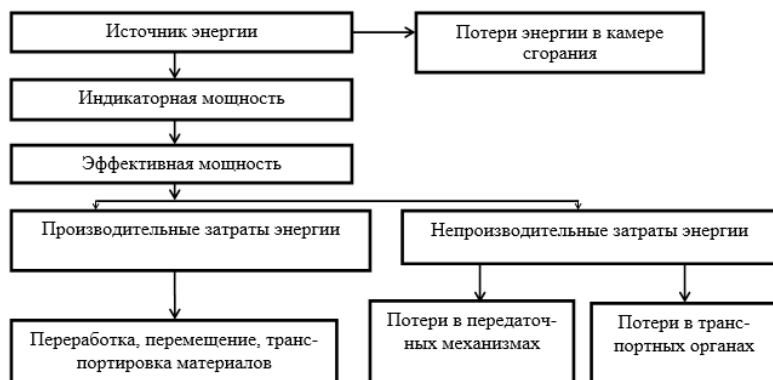 Источник энергии
Потери энергии в камере
сгорания
Индикаторная мощность
Эффективная мощность
Производительные затраты энергии
Непроизводительные затраты энергии
Переработка, перемещение, транс-
портировка материалов
Потери в передаточ-
ных механизмах
Потери в транс-
портных органах